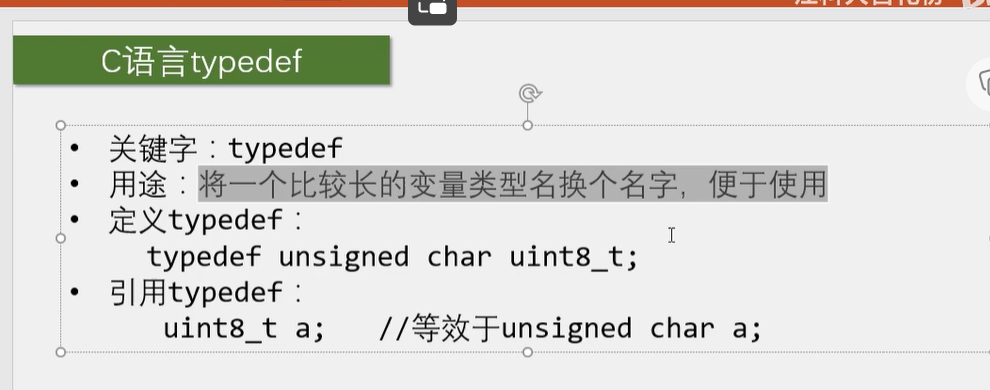 C语言typedef
• 关键字：typedef
• 用途：将一个比较长的变量类型名换个名字，便于使用
• 定义typedef：
typedef unsigned char uint8_t;
• 引用typedef：
uint8_t a;    //等效于unsigned char a;